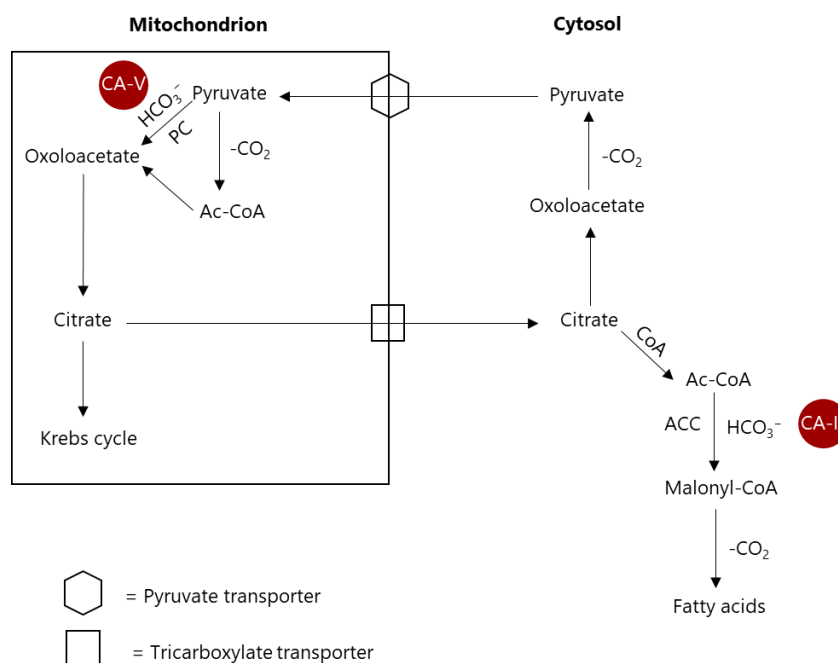 Mitochondrion
Cytosol
CA-V
HCO₃⁻
PC
Pyruvate
Pyruvate
-CO₂
-CO₂
Oxoloacetate
Ac-CoA
Oxoloacetate
Citrate
Citrate
CoA
Ac-CoA
ACC
HCO₃⁻
CA-I
Krebs cycle
Malonyl-CoA
-CO₂
Fatty acids
= Pyruvate transporter
= Tricarboxylate transporter